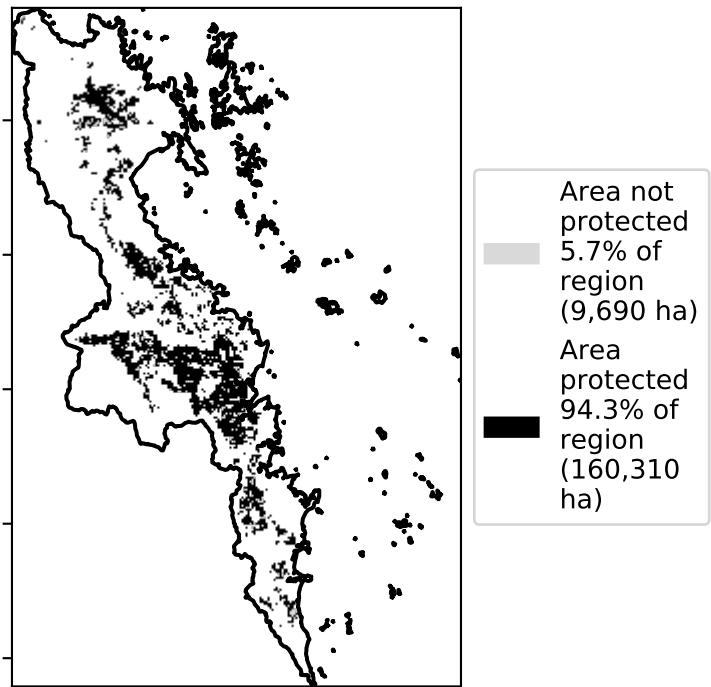 Area not
protected
5.7% of
region
(9,690 ha)
Area
protected
94.3% of
region
(160,310
ha)